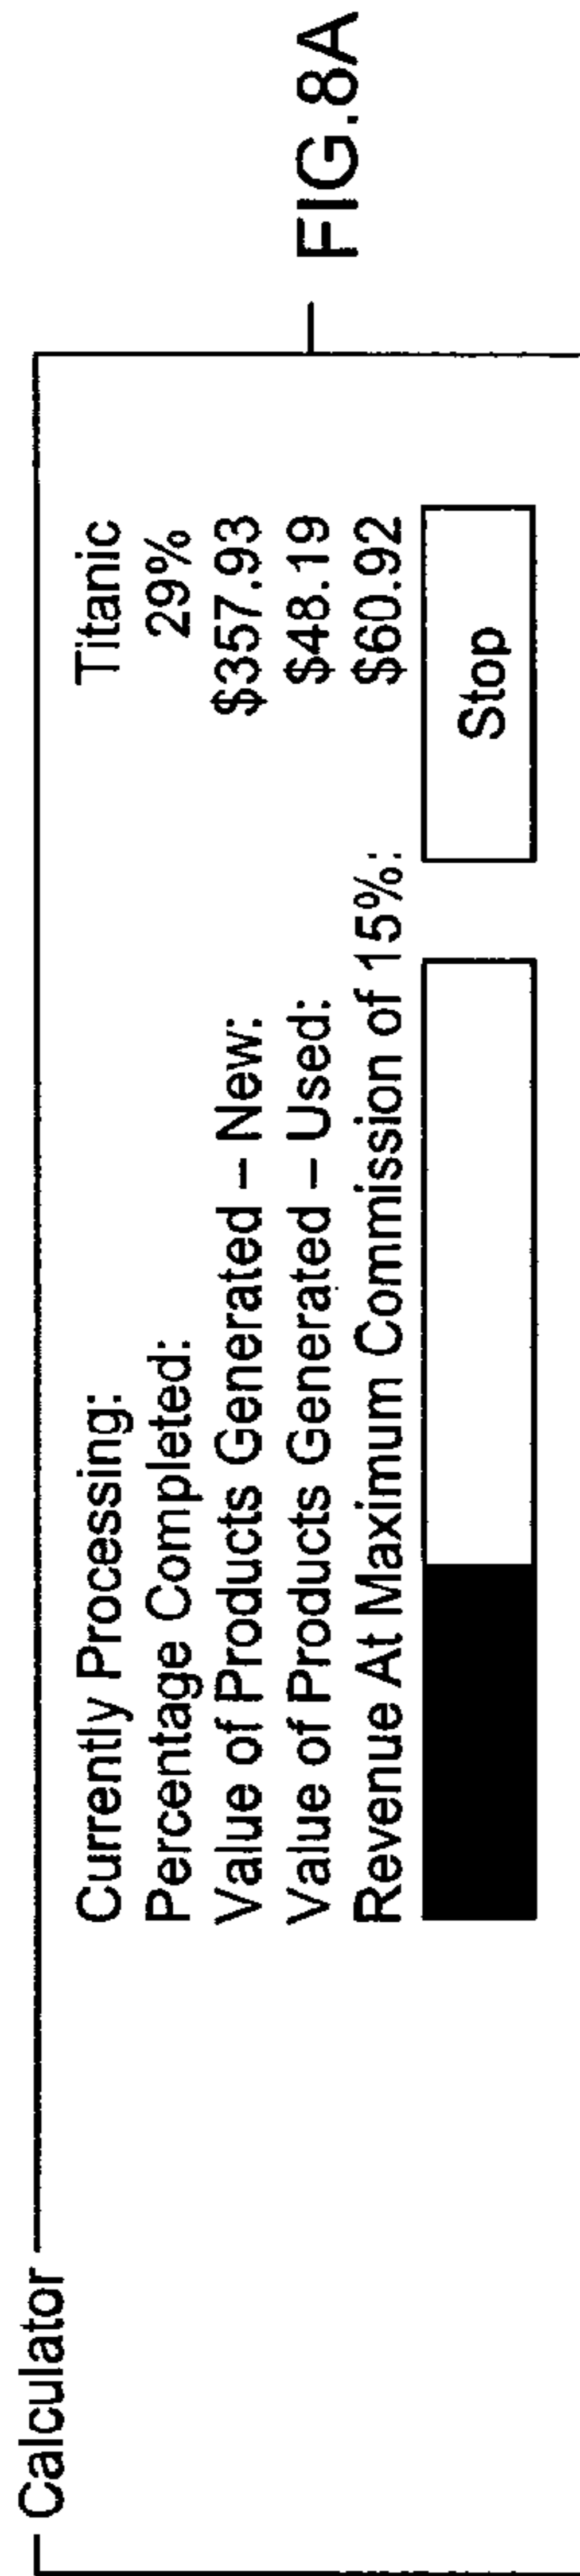 Calculator
Currently Processing: Titanic
Percentage Completed: 29%
Value of Products Generated – New: $357.93
Value of Products Generated – Used: $48.19
Revenue At Maximum Commission of 15%: $60.92
Stop
FIG.8A